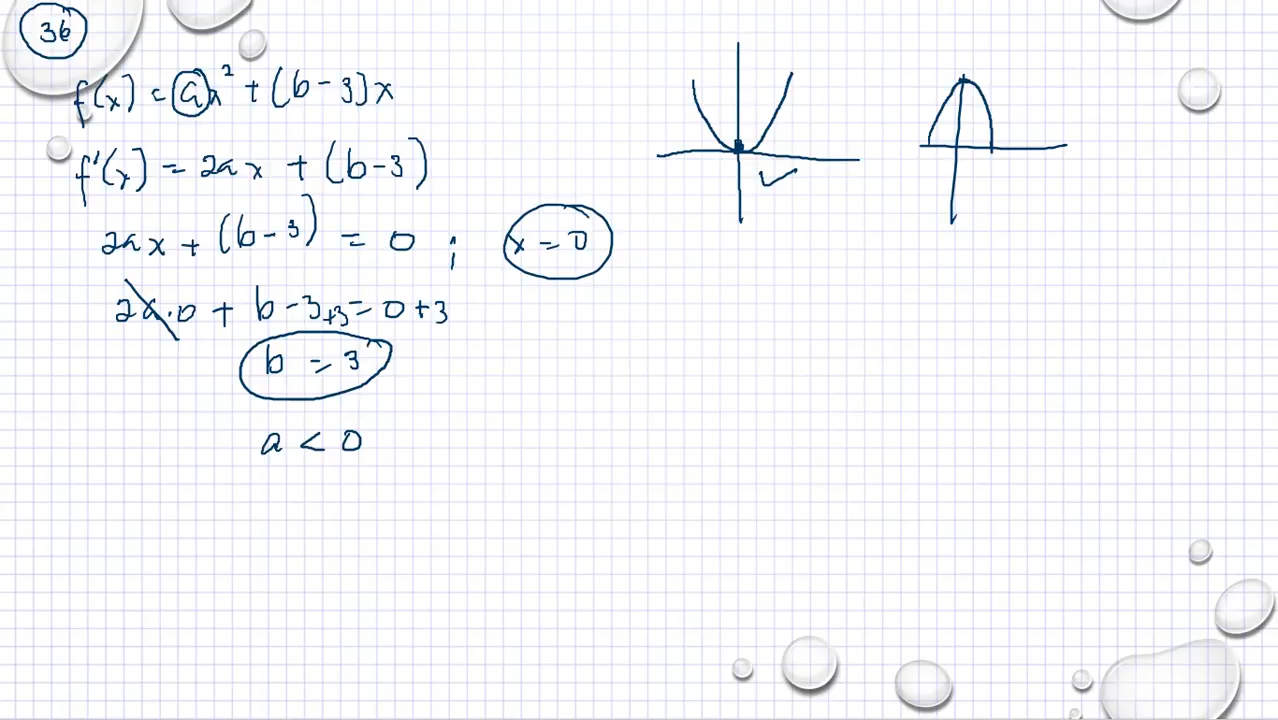 36
f(x) = ax² + (b-3)x
f'(x) = 2ax + (b-3)
2ax + (b-3) = 0 ; x = 0
2a·0 + b-3+3 = 0+3
b = 3
a < 0